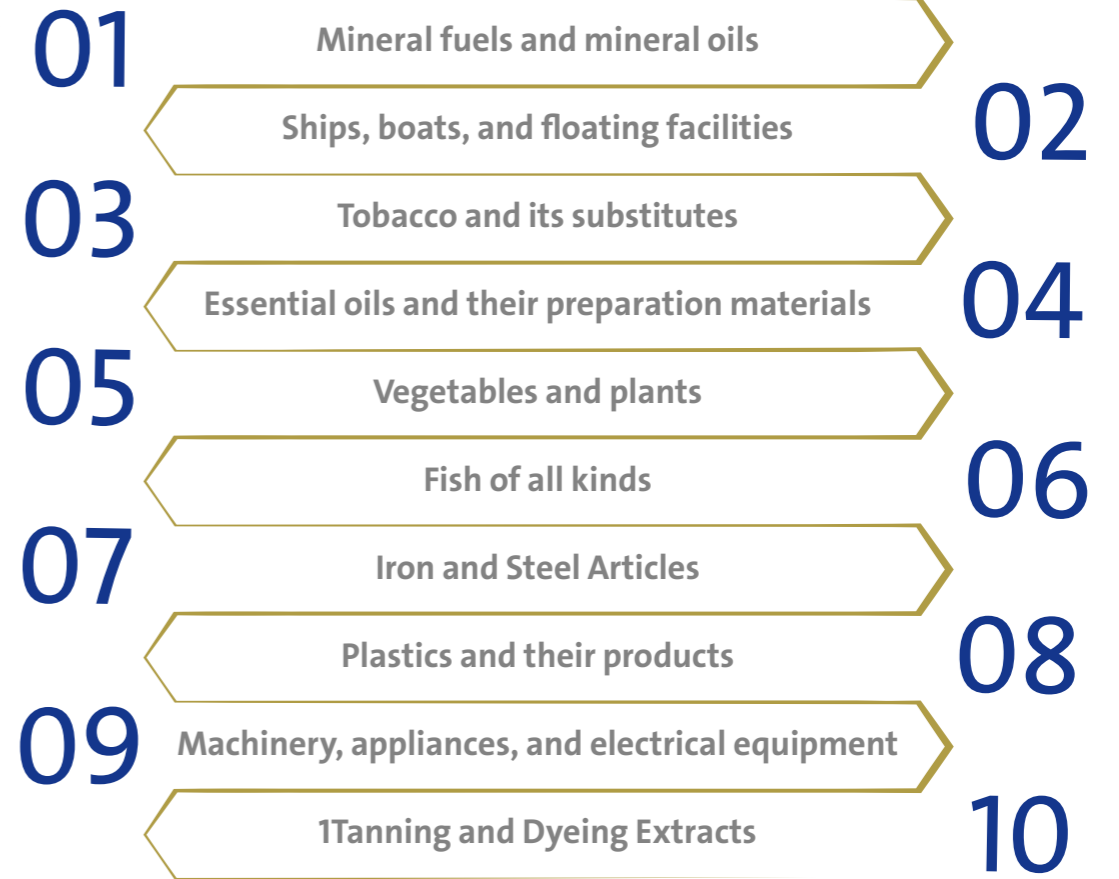 01
Mineral fuels and mineral oils
02
Ships, boats, and floating facilities
03
Tobacco and its substitutes
04
Essential oils and their preparation materials
05
Vegetables and plants
06
Fish of all kinds
07
Iron and Steel Articles
08
Plastics and their products
09
Machinery, appliances, and electrical equipment
10
1Tanning and Dyeing Extracts